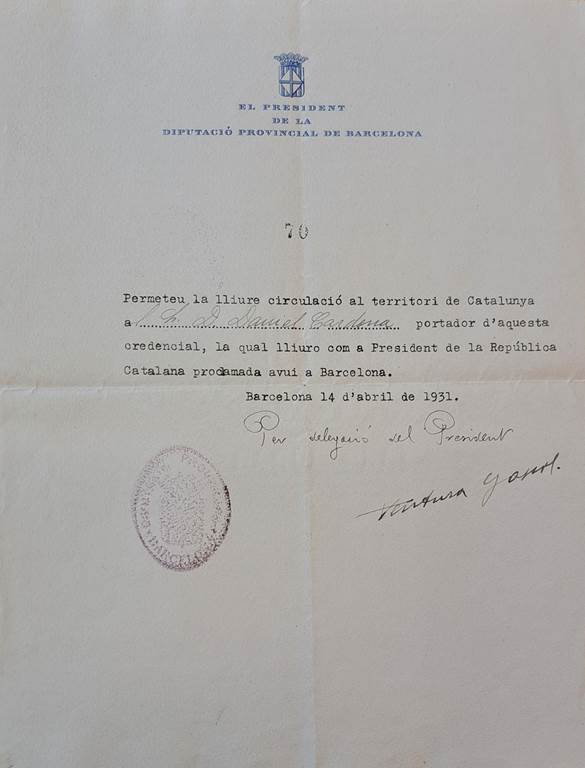 EL PRESIDENT
DE LA
DIPUTACIÓ PROVINCIAL DE BARCELONA
70
Permeteu la lliure circulació al territori de Catalunya
a D. Daniel Cardona portador d'aquesta
credencial, la qual lliuro com a President de la República
Catalana proclamada avui a Barcelona.
Barcelona 14 d'abril de 1931.
Per delegació del President
Ventura Gassol.
BARCELONA